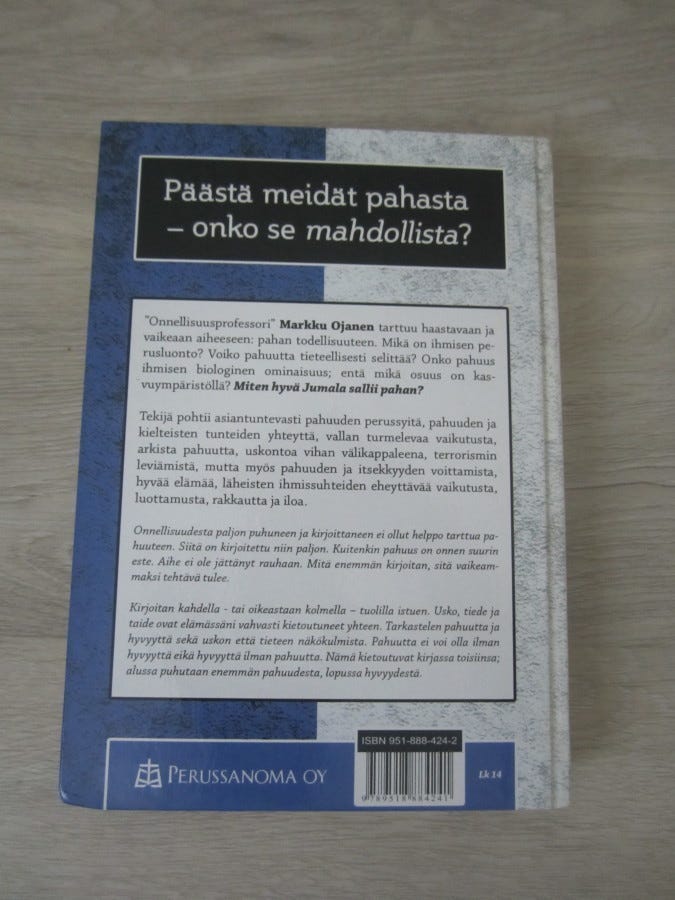 Päästä meidät pahasta
– onko se mahdollista?
"Onnellisuusprofessori" Markku Ojanen tarttuu haastavaan ja
vaikeaan aiheeseen: pahan todellisuuteen. Mikä on ihmisen pe-
rusluonto? Voiko pahuutta tieteellisesti selittää? Onko pahuus
ihmisen biologinen ominaisuus; entä mikä osuus on kas-
vuympäristöllä? Miten hyvä Jumala sallii pahan?
Tekijä pohtii asiantuntevasti pahuuden perussyitä, pahuuden ja
kielteisten tunteiden yhteyttä, vallan turmelevaa vaikutusta,
arkista pahuutta, uskontoa vihan välikappaleena, terrorismin
leviämistä, mutta myös pahuuden ja itsekkyyden voittamista,
hyvää elämää, läheisten ihmissuhteiden eheyttävää vaikutusta,
luottamusta, rakkautta ja iloa.
Onnellisuudesta paljon puhuneen ja kirjoittaneen ei ollut helppo tarttua pa-
huuteen. Siitä on kirjoitettu niin paljon. Kuitenkin pahuus on onnen suurin
este. Aihe ei ole jättänyt rauhaan. Mitä enemmän kirjoitan, sitä vaikeam-
maksi tehtävä tulee.
Kirjoitan kahdella - tai oikeastaan kolmella – tuolilla istuen. Usko, tiede ja
taide ovat elämässäni vahvasti kietoutuneet yhteen. Tarkastelen pahuutta ja
hyvyyttä sekä uskon että tieteen näkökulmista. Pahuutta ei voi olla ilman
hyvyyttä eikä hyvyyttä ilman pahuutta. Nämä kietoutuvat kirjassa toisiinsa;
alussa puhutaan enemmän pahuudesta, lopussa hyvyydestä.
ISBN 951-888-424-2
PERUSSANOMA OY
Lk 14
9 789518 884241